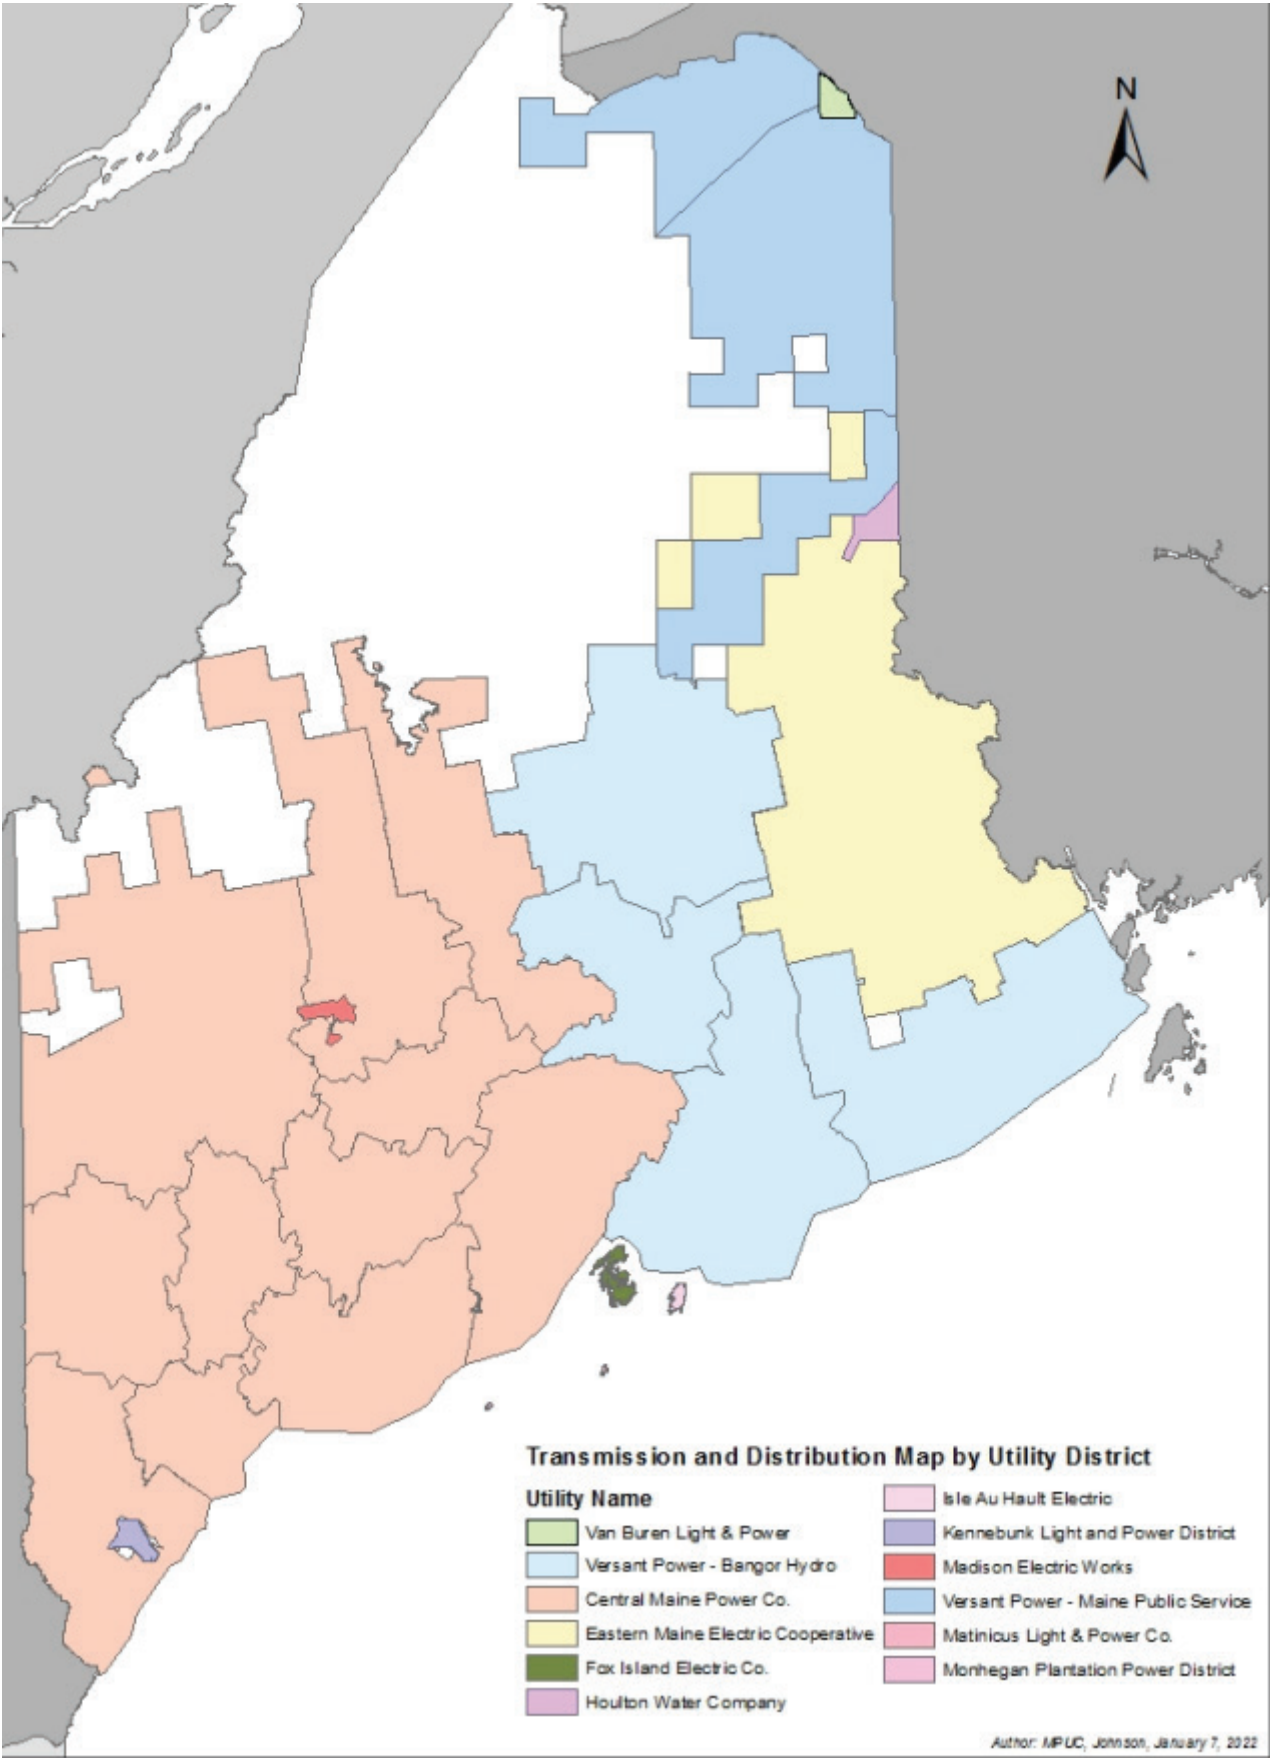 N
Transmission and Distribution Map by Utility District
Utility Name
Van Buren Light & Power
Versant Power - Bangor Hydro
Central Maine Power Co.
Eastern Maine Electric Cooperative
Fox Island Electric Co.
Houlton Water Company
Isle Au Hault Electric
Kennebunk Light and Power District
Madison Electric Works
Versant Power - Maine Public Service
Matinicus Light & Power Co.
Monhegan Plantation Power District
Author: MPUC, Johnson, January 7, 2022